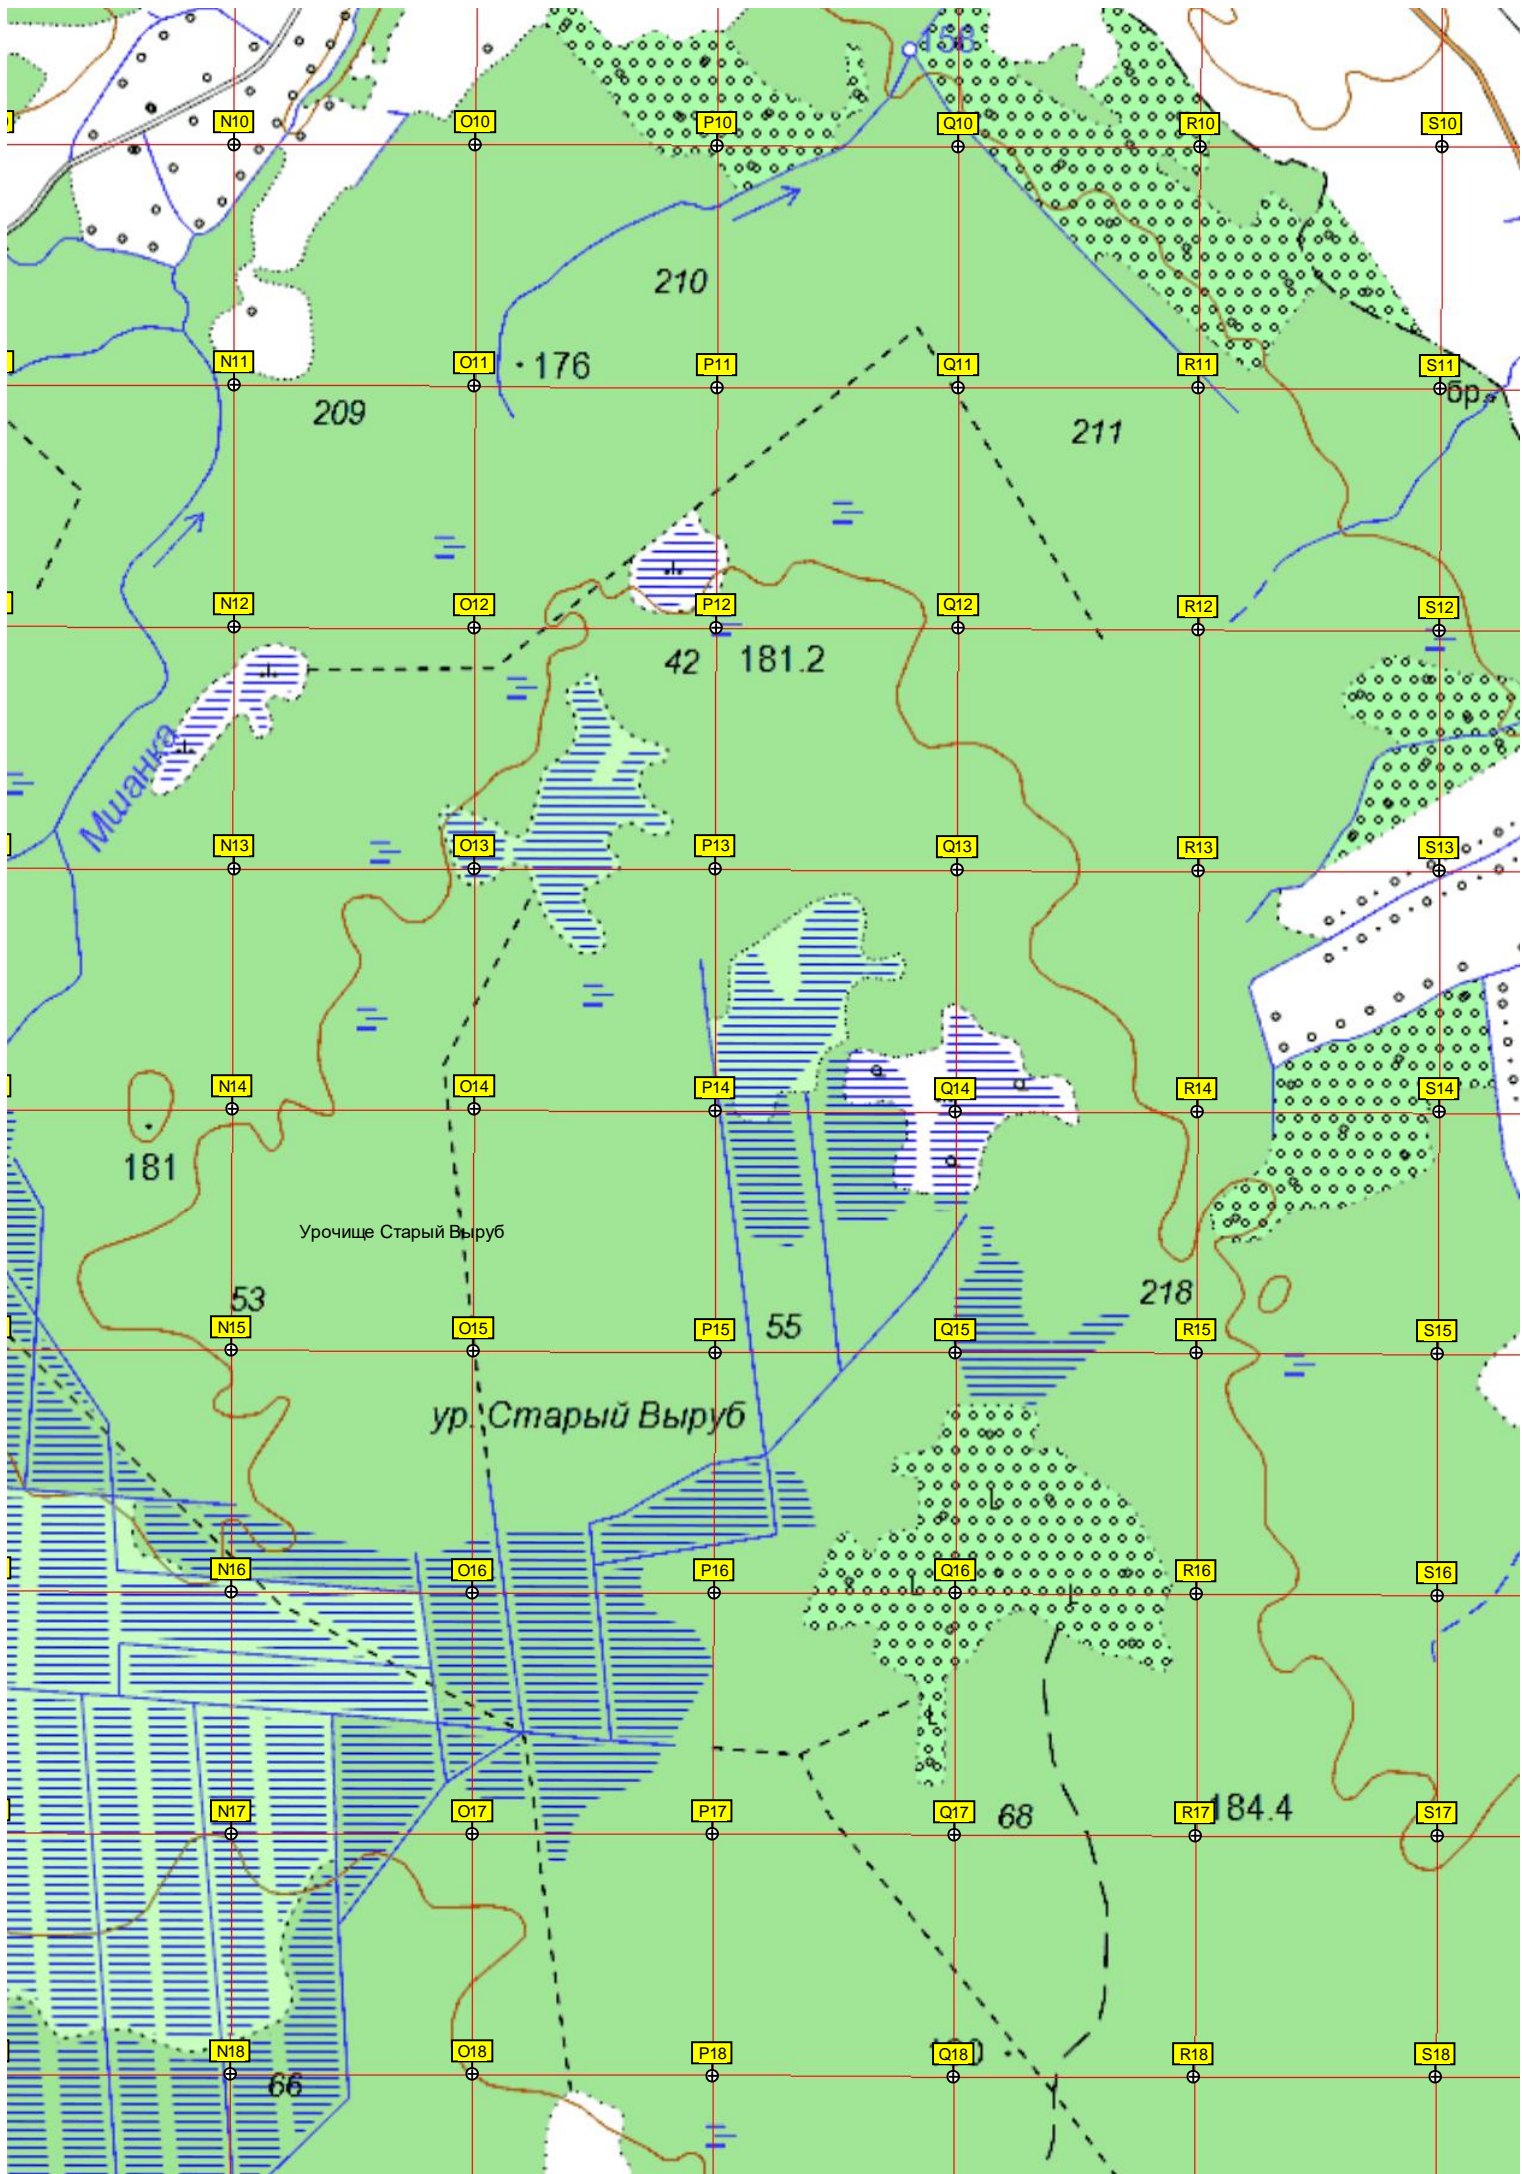 158
N10 O10 P10 Q10 R10 S10
210
N11 O11 176 P11 Q11 R11 S11
бр.
209 211
N12 O12 P12 Q12 R12 S12
42 181.2
Мшанка
N13 O13 P13 Q13 R13 S13
N14 O14 P14 Q14 R14 S14
181
Урочище Старый Выруб
53 218
N15 O15 P15 55 Q15 R15 S15
ур. Старый Выруб
N16 O16 P16 Q16 R16 S16
N17 O17 P17 Q17 68 R17 184.4 S17
N18 O18 P18 Q18 R18 S18
66